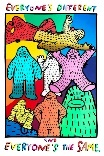 EVERYONE'S DIFFERENT
AND
EVERYONE'S THE SAME